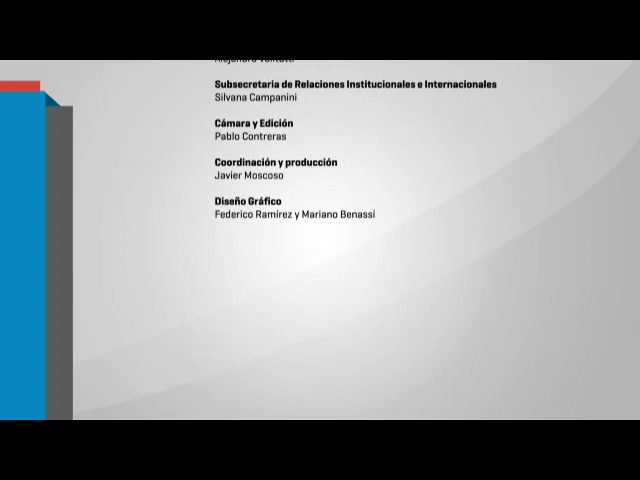 Subsecretaria de Relaciones Institucionales e Internacionales
Silvana Campanini
Cámara y Edición
Pablo Contreras
Coordinación y producción
Javier Moscoso
Diseño Gráfico
Federico Ramírez y Mariano Benassi